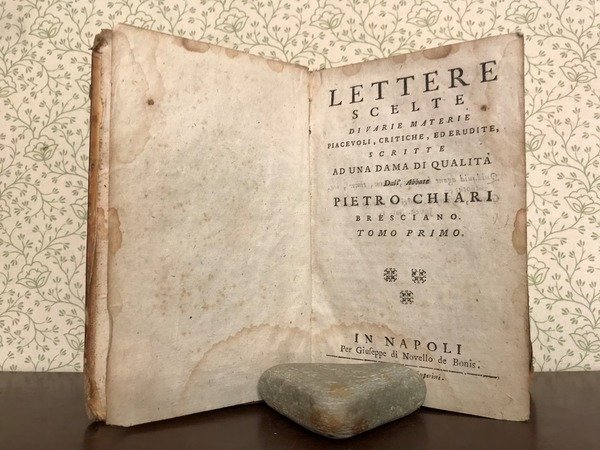 LETTERE
SCELTE
DI VARIE MATERIE
PIACEVOLI, CRITICHE, ED ERUDITE,
SCRITTE
AD UNA DAMA DI QUALITÀ
Dall' Abbate
PIETRO CHIARI
BRESCIANO.
TOMO PRIMO.
IN NAPOLI
Per Giuseppe di Novello de Bonis.